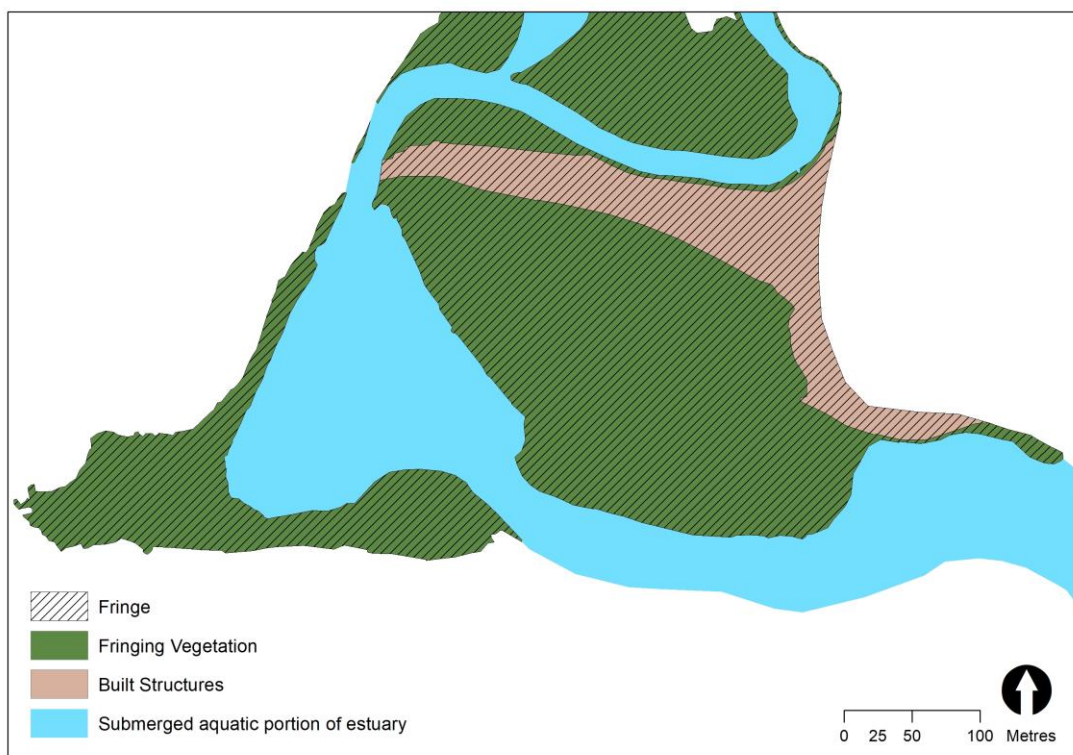 Fringe
Fringing Vegetation
Built Structures
Submerged aquatic portion of estuary
0 25 50 100 Metres